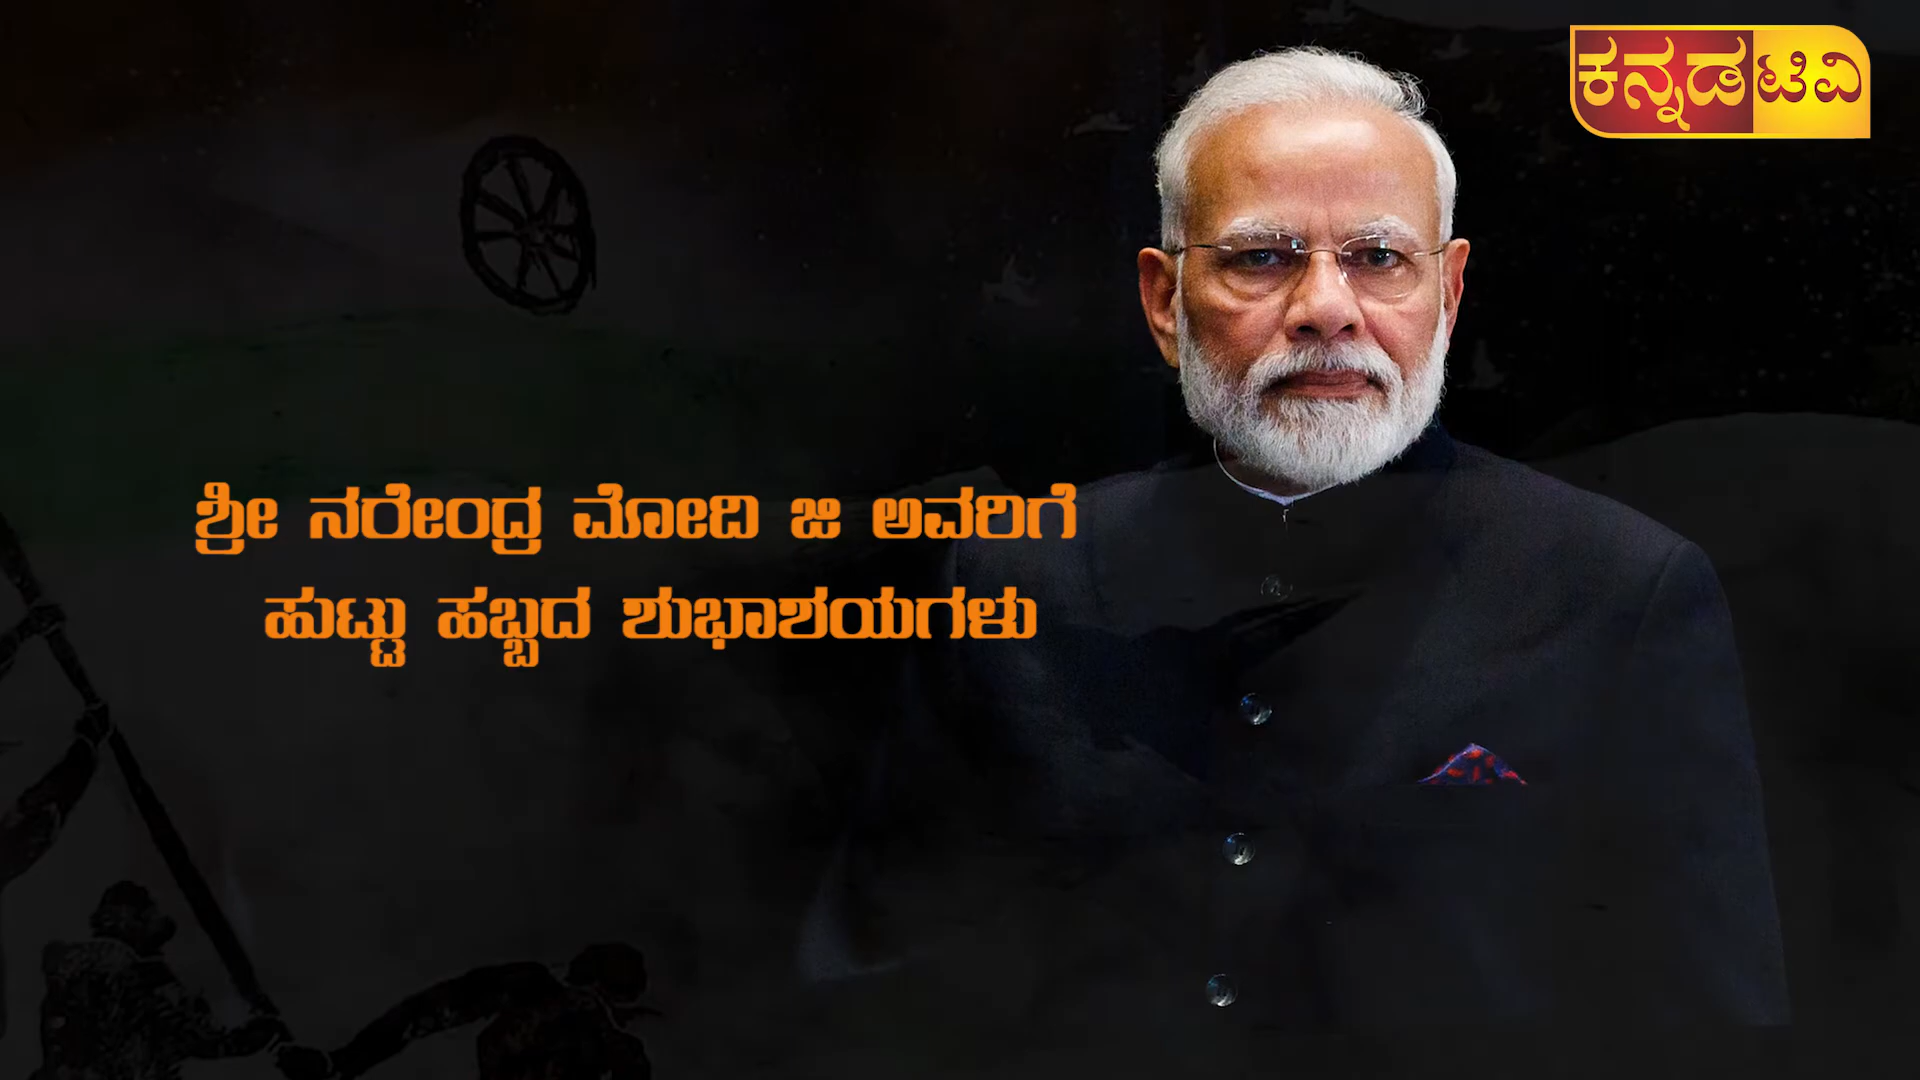 ಕನ್ನಡಟಿವಿ
ಶ್ರೀ ನರೇಂದ್ರ ಮೋದಿ ಜಿ ಅವರಿಗೆ
ಹುಟ್ಟು ಹಬ್ಬದ ಶುಭಾಶಯಗಳು